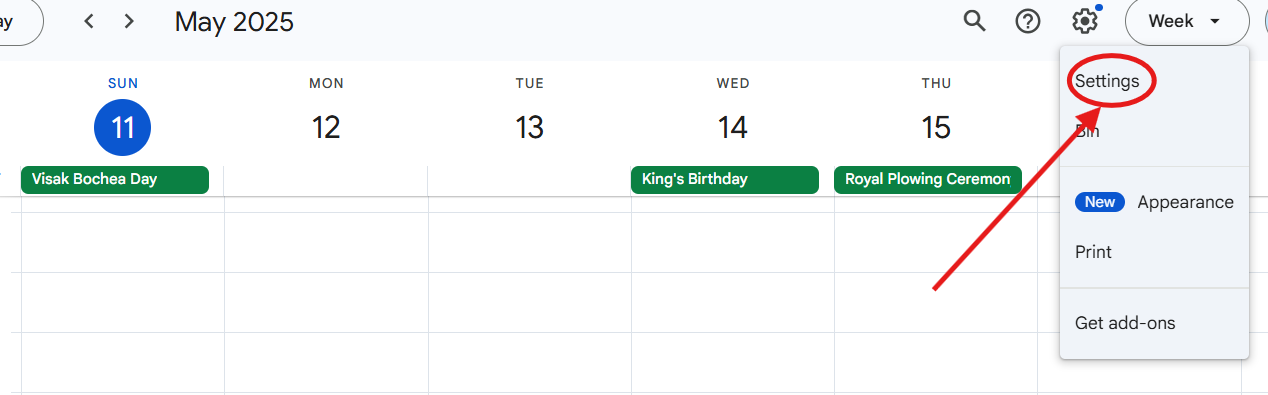 ay
May 2025
Week
SUN
MON
TUE
WED
THU
11
12
13
14
15
Visak Bochea Day
King's Birthday
Royal Plowing Ceremon
Settings
Bin
New Appearance
Print
Get add-ons